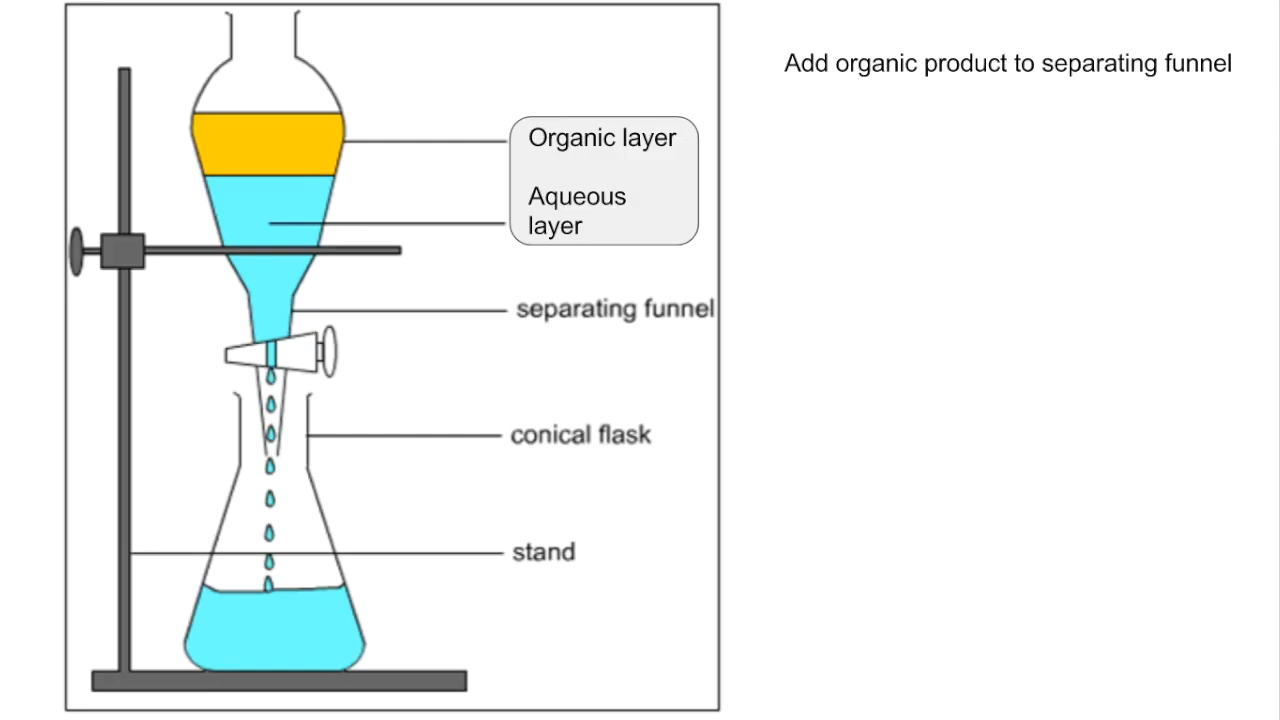 Add organic product to separating funnel
Organic layer
Aqueous
layer
separating funnel
conical flask
stand